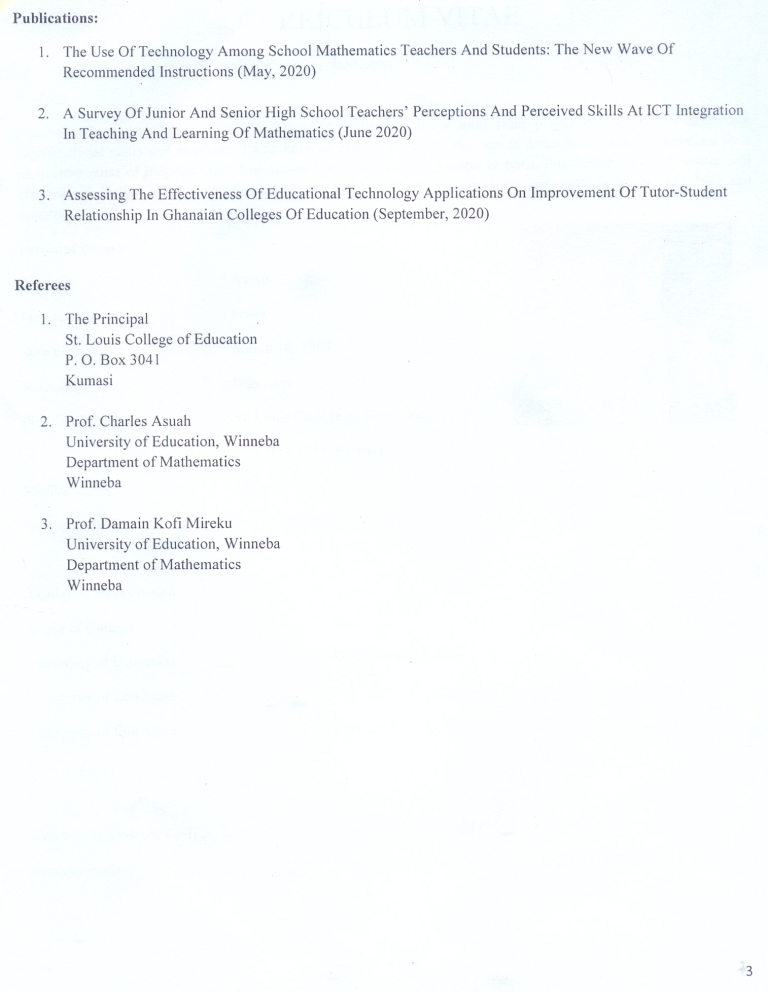 Publications:
1. The Use Of Technology Among School Mathematics Teachers And Students: The New Wave Of
Recommended Instructions (May, 2020)
2. A Survey Of Junior And Senior High School Teachers' Perceptions And Perceived Skills At ICT Integration
In Teaching And Learning Of Mathematics (June 2020)
3. Assessing The Effectiveness Of Educational Technology Applications On Improvement Of Tutor-Student
Relationship In Ghanaian Colleges Of Education (September, 2020)
Referees
1. The Principal
St. Louis College of Education
P. O. Box 3041
Kumasi
2. Prof. Charles Asuah
University of Education, Winneba
Department of Mathematics
Winneba
3. Prof. Damain Kofi Mireku
University of Education, Winneba
Department of Mathematics
Winneba
3